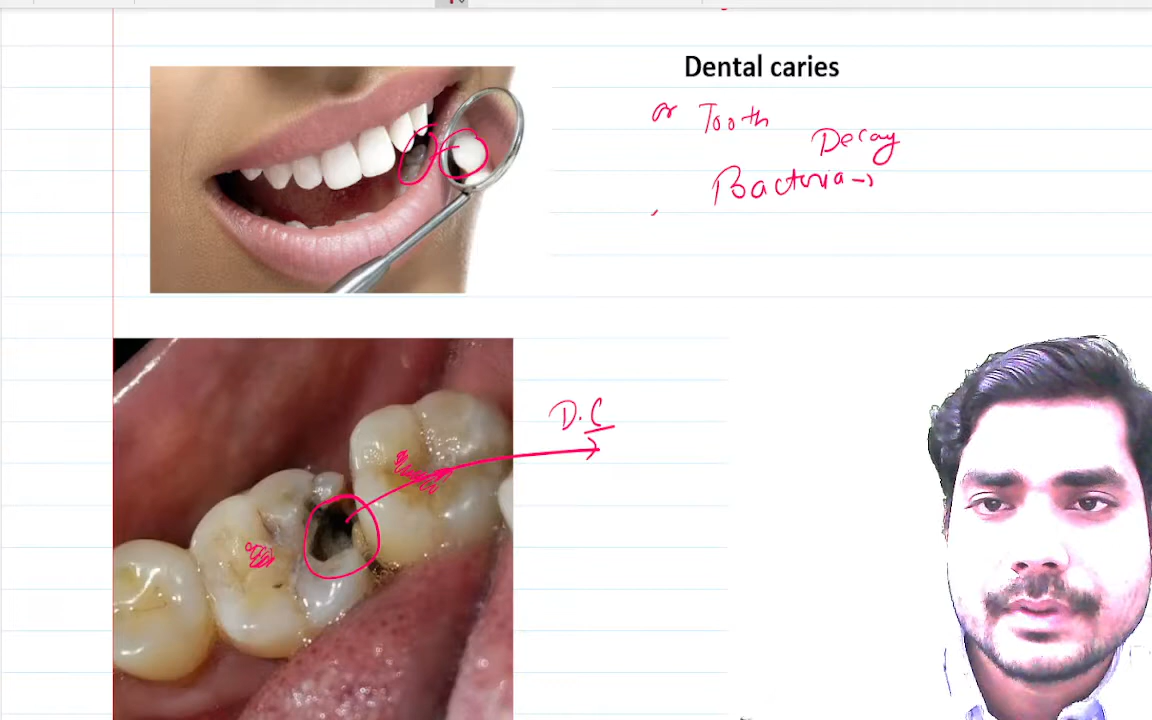 Dental caries
or Tooth
Decay
Bacteria →
D.C